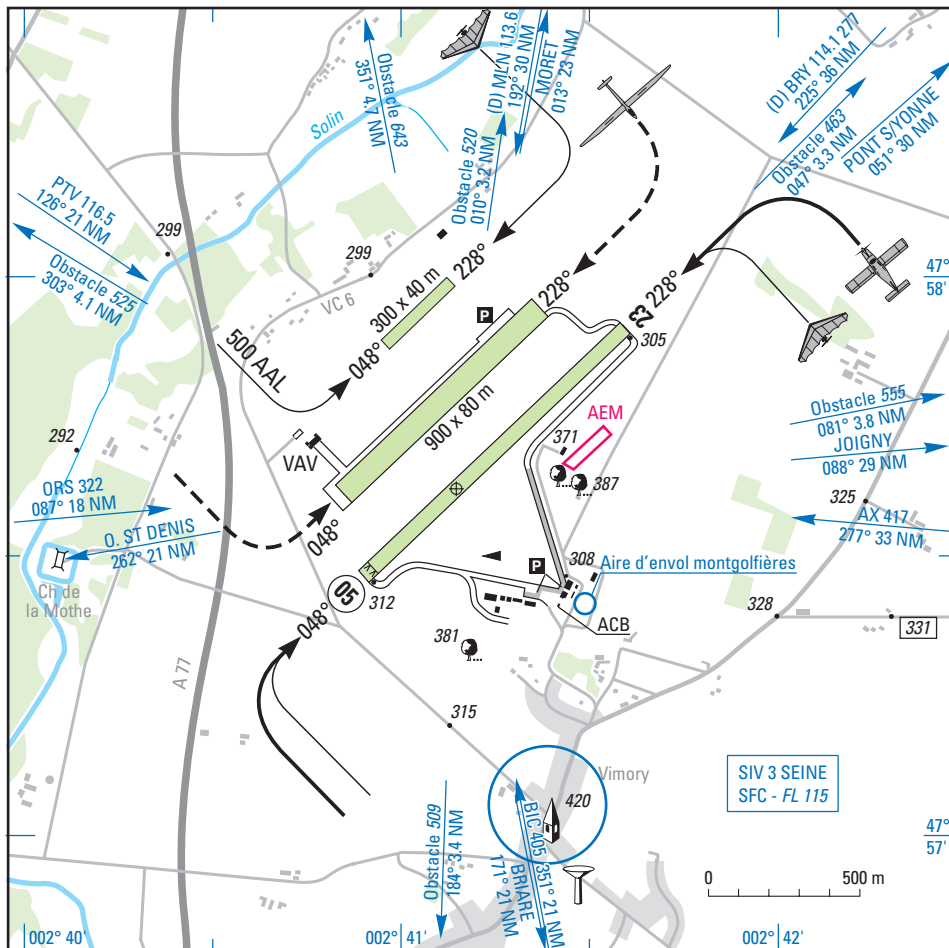 Obstacle 643
351° 4.7 NM
(D) MLN 113.6
192° 30 NM
MORET
013° 23 NM
Obstacle 520
010° 3.2 NM
(D) BRY 114.1 277
225° 36 NM
Obstacle 463
047° 3.3 NM
PONT S/YONNE
051° 30 NM
Solin
PTV 116.5
126° 21 NM
Obstacle 525
303° 4.1 NM
299
299
VC 6
47°
58'
228°
300 x 40 m
048°
500 AAL
P
228°
900 x 80 m
048°
23
228°
305
VAV
AEM
371
387
Obstacle 555
081° 3.8 NM
JOIGNY
088° 29 NM
292
ORS 322
087° 18 NM
O. ST DENIS
262° 21 NM
325
AX 417
277° 33 NM
Ch de
la Mothe
05
048°
312
P
308
Aire d'envol montgolfières
ACB
328
331
381
A 77
315
Vimory
420
SIV 3 SEINE
SFC - FL 115
47°
57'
Obstacle 509
184° 3.4 NM
BIC 405
351° 21 NM
BRIARE
171° 21 NM
0
500 m
002° 40'
002° 41'
002° 42'